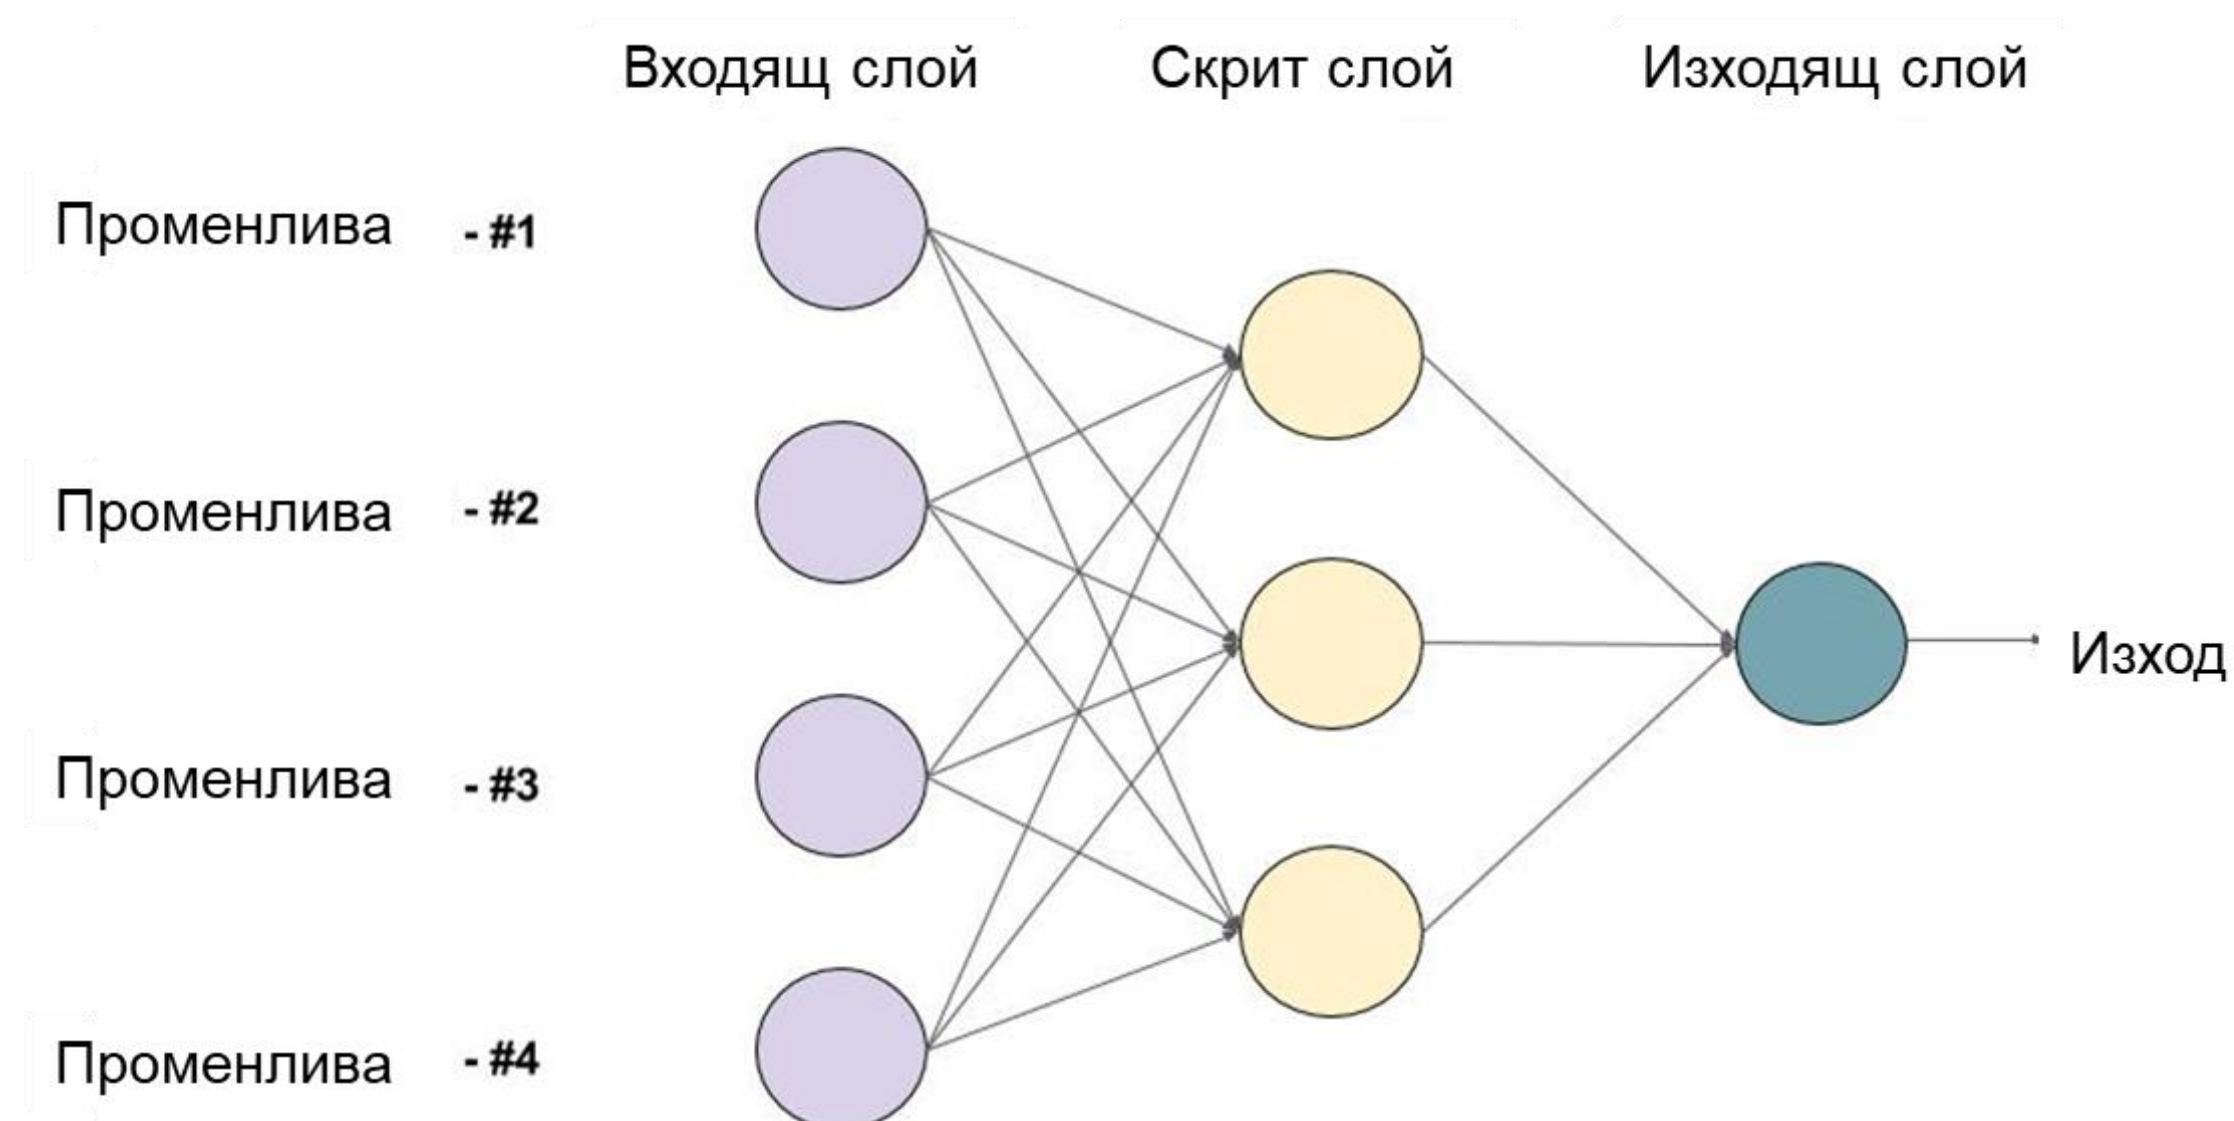 Входящ слой Скрит слой Изходящ слой
Променлива - #1
Променлива - #2
Изход
Променлива - #3
Променлива - #4